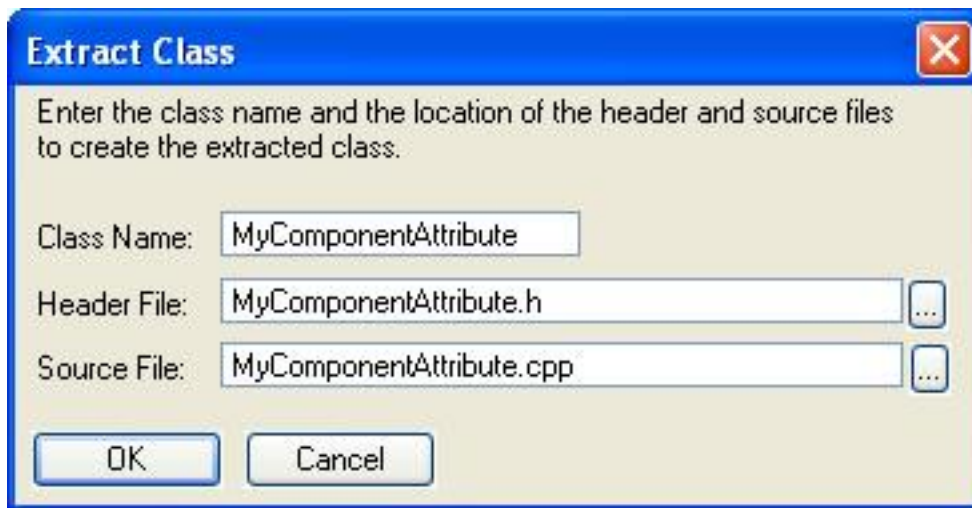 Extract Class
Enter the class name and the location of the header and source files
to create the extracted class.
Class Name: MyComponentAttribute
Header File: MyComponentAttribute.h ...
Source File: MyComponentAttribute.cpp ...
OK Cancel